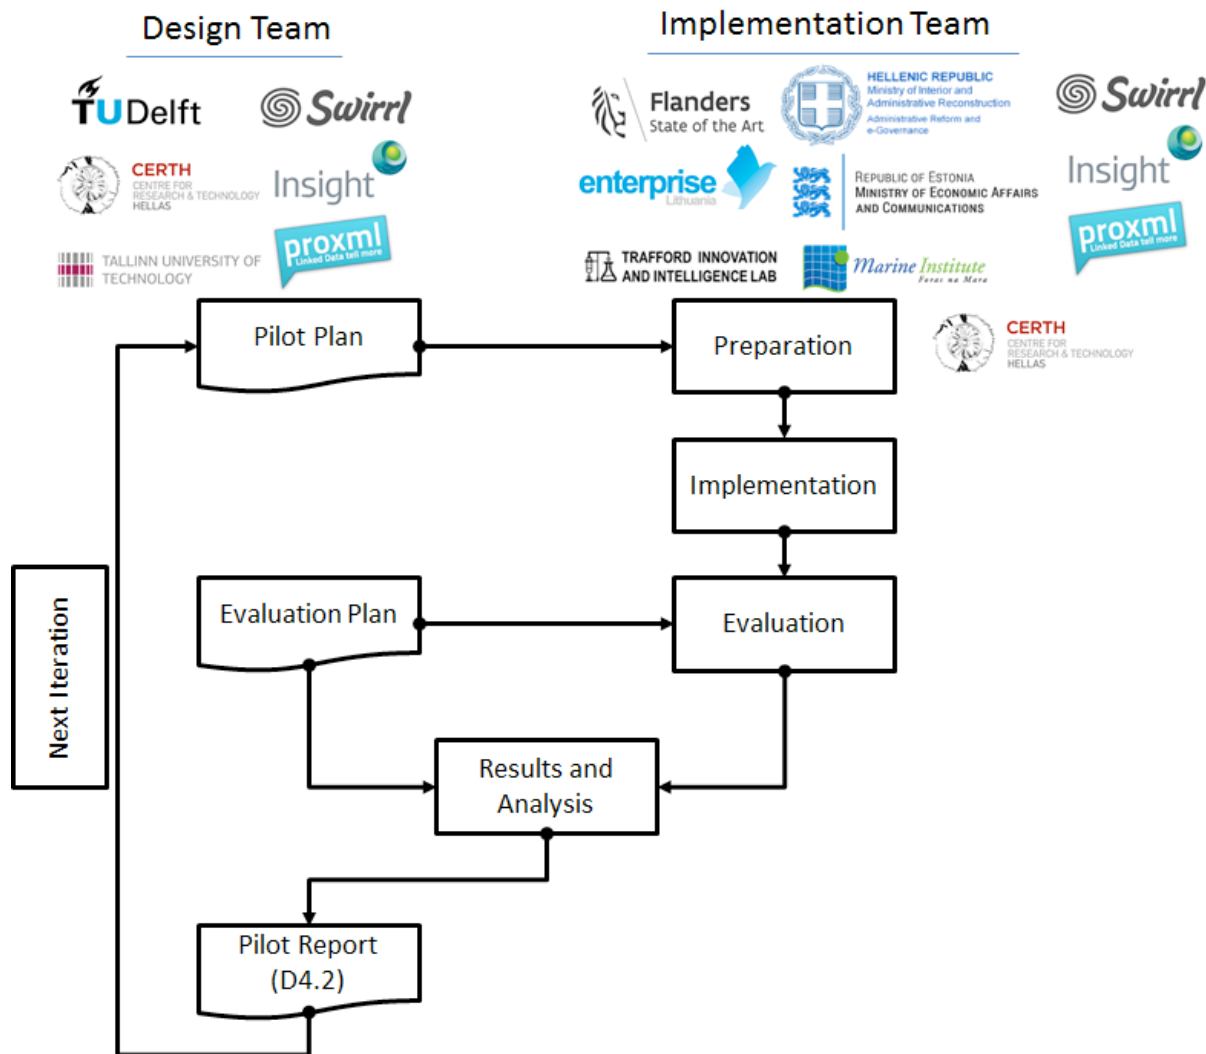 Design Team
Implementation Team
TUDelft
Swirrl
CERTH
CENTRE FOR
RESEARCH & TECHNOLOGY
HELLAS
Insight
TALLINN UNIVERSITY OF
TECHNOLOGY
proxml
Linked Data tell more
Flanders
State of the Art
HELLENIC REPUBLIC
Ministry of Interior and
Administrative Reconstruction
Administrative Reform and
e-Governance
Swirrl
enterprise
Lithuania
REPUBLIC OF ESTONIA
MINISTRY OF ECONOMIC AFFAIRS
AND COMMUNICATIONS
Insight
proxml
Linked Data tell more
TRAFFORD INNOVATION
AND INTELLIGENCE LAB
Marine Institute
Foras na Mara
CERTH
CENTRE FOR
RESEARCH & TECHNOLOGY
HELLAS
Pilot Plan
Preparation
Implementation
Evaluation Plan
Evaluation
Next Iteration
Results and
Analysis
Pilot Report
(D4.2)